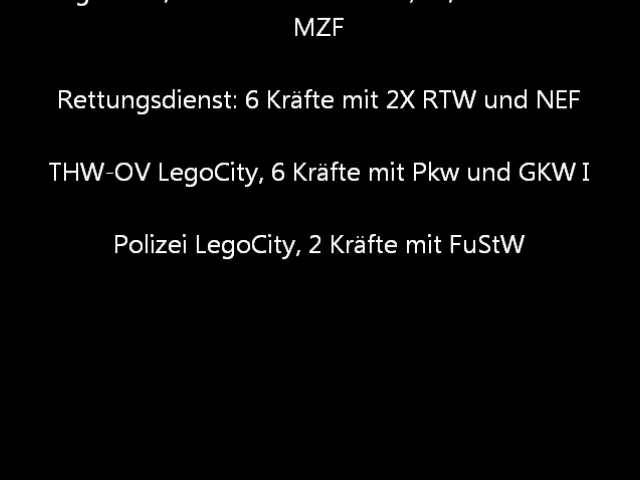 MZF
Rettungsdienst: 6 Kräfte mit 2X RTW und NEF
THW-OV LegoCity, 6 Kräfte mit Pkw und GKW I
Polizei LegoCity, 2 Kräfte mit FuStW